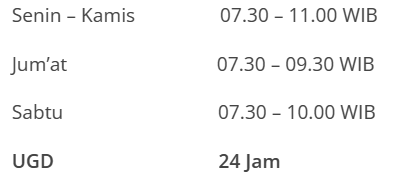 Senin – Kamis 07.30 – 11.00 WIB
Jum’at 07.30 – 09.30 WIB
Sabtu 07.30 – 10.00 WIB
UGD 24 Jam